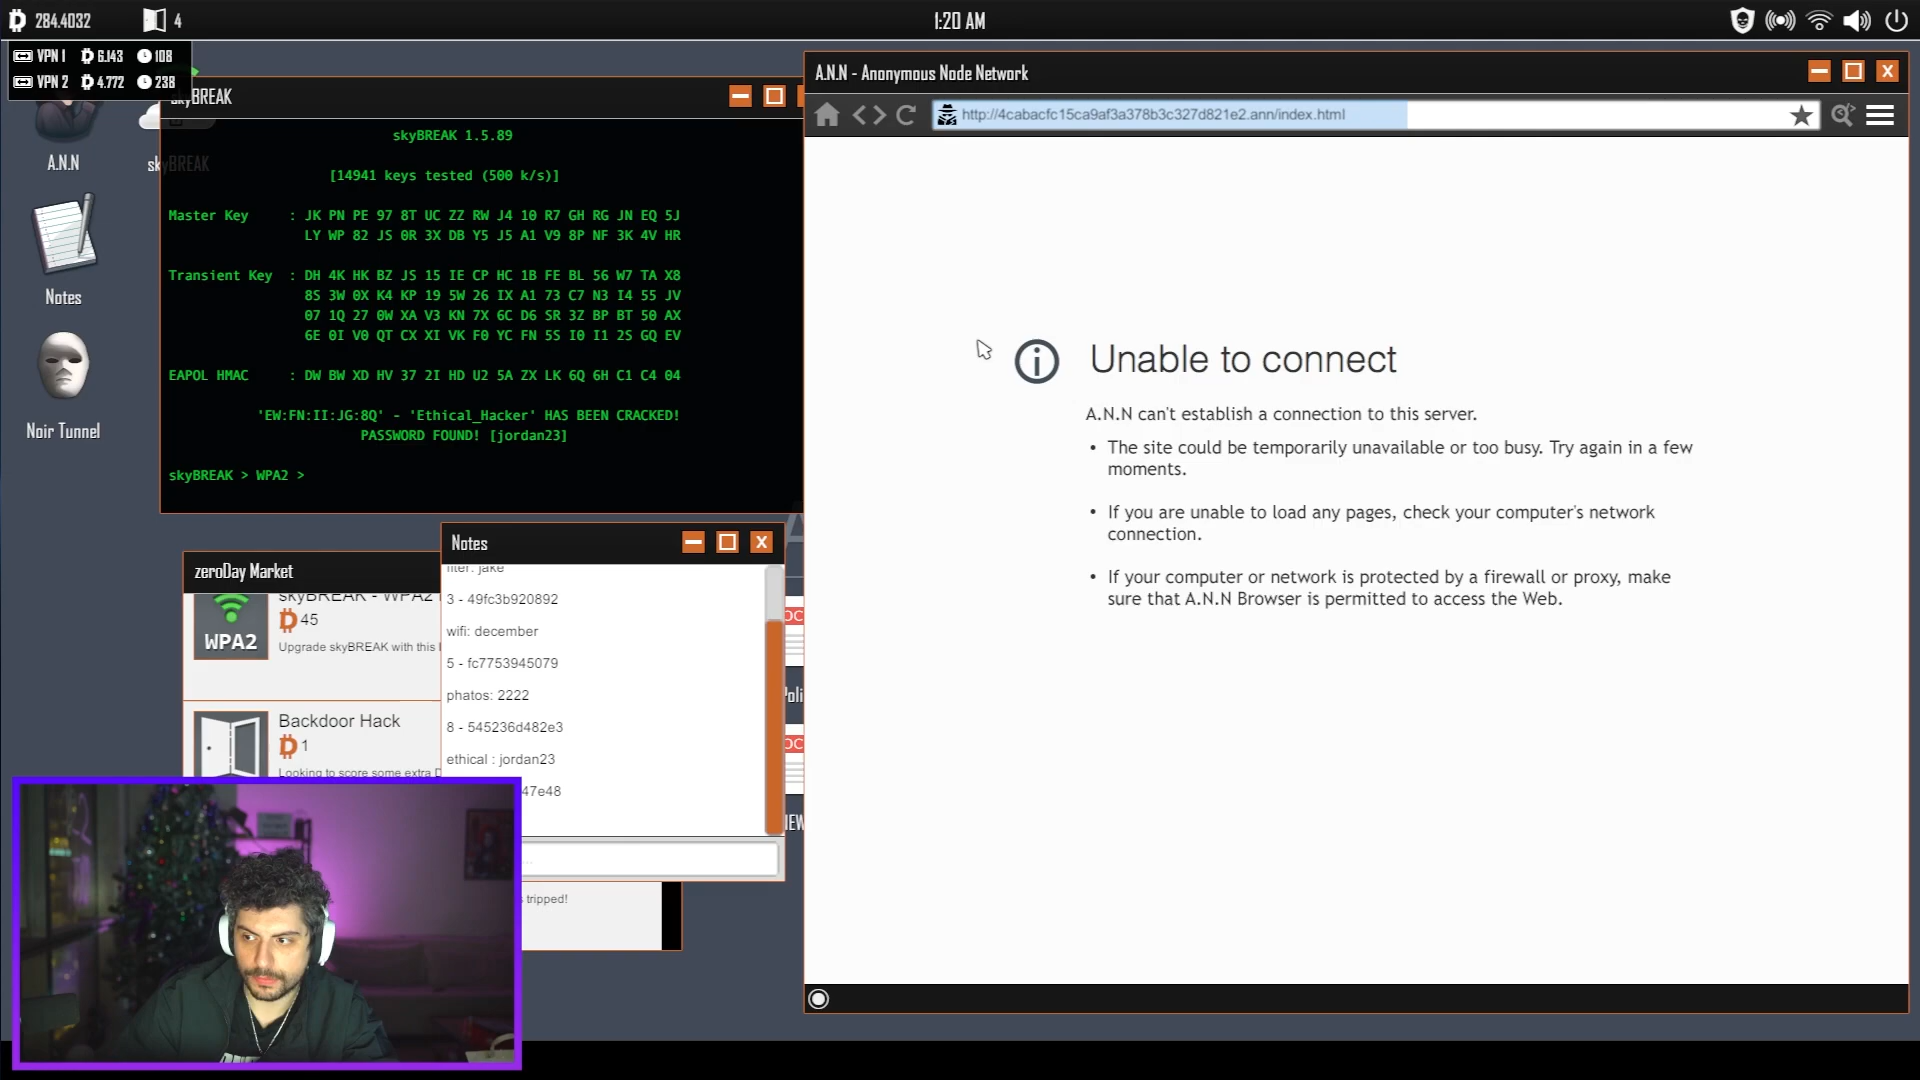 284.4032
4
1:20 AM
VPN 1 6.143 108
VPN 2 4.772 238
A.N.N
skyBREAK
Notes
Noir Tunnel
skyBREAK
skyBREAK 1.5.89
[14941 keys tested (500 k/s)]
Master Key : JK PN PE 97 8T UC ZZ RW J4 10 R7 GH RG JN EQ 5J
LY WP 82 JS 0R 3X DB Y5 J5 A1 V9 8P NF 3K 4V HR
Transient Key : DH 4K HK BZ JS 15 IE CP HC 1B FE BL 56 W7 TA X8
8S 3W 0X K4 KP 19 5W 26 IX A1 73 C7 N3 I4 55 JV
07 1Q 27 0W XA V3 KN 7X 6C D6 SR 3Z BP BT 50 AX
6E 0I V0 QT CX XI VK F0 YC FN 5S I0 I1 2S GQ EV
EAPOL HMAC : DW BW XD HV 37 2I HD U2 5A ZX LK 6Q 6H C1 C4 04
'EW:FN:II:JG:8Q' - 'Ethical_Hacker' HAS BEEN CRACKED!
PASSWORD FOUND! [jordan23]
skyBREAK > WPA2 >
zeroDay Market
skyBREAK - WPA2
WPA2
45
Upgrade skyBREAK with this
Backdoor Hack
1
Looking to score some extra
tripped!
Notes
jake
3 - 49fc3b920892
wifi: december
5 - fc7753945079
phatos: 2222
8 - 545236d482e3
ethical : jordan23
47e48
A.N.N - Anonymous Node Network
http://4cabacfc15ca9af3a378b3c327d821e2.ann/index.html
Unable to connect
A.N.N can't establish a connection to this server.
• The site could be temporarily unavailable or too busy. Try again in a few
moments.
• If you are unable to load any pages, check your computer's network
connection.
• If your computer or network is protected by a firewall or proxy, make
sure that A.N.N Browser is permitted to access the Web.